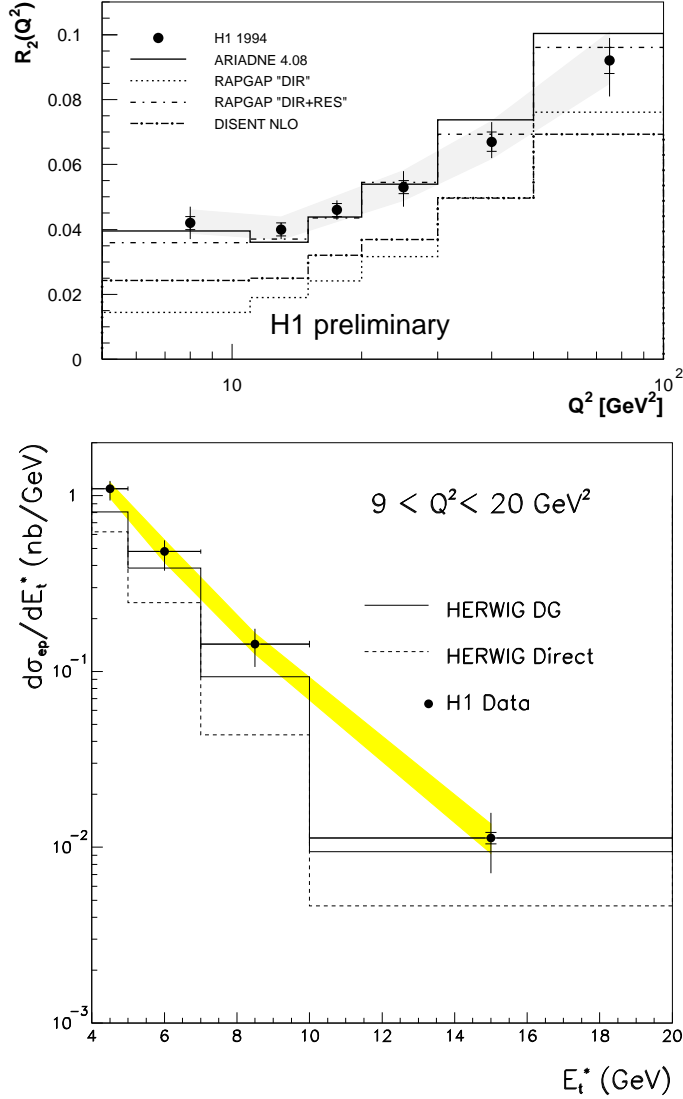 R₂(Q²)
0.1
0.08
0.06
0.04
0.02
0
H1 1994
ARIADNE 4.08
RAPGAP "DIR"
RAPGAP "DIR+RES"
DISENT NLO
H1 preliminary
10
10²
Q² [GeV²]
dσₑₚ/dEₜ* (nb/GeV)
1
10⁻¹
10⁻²
10⁻³
9 < Q² < 20 GeV²
HERWIG DG
HERWIG Direct
H1 Data
4 6 8 10 12 14 16 18 20
Eₜ* (GeV)